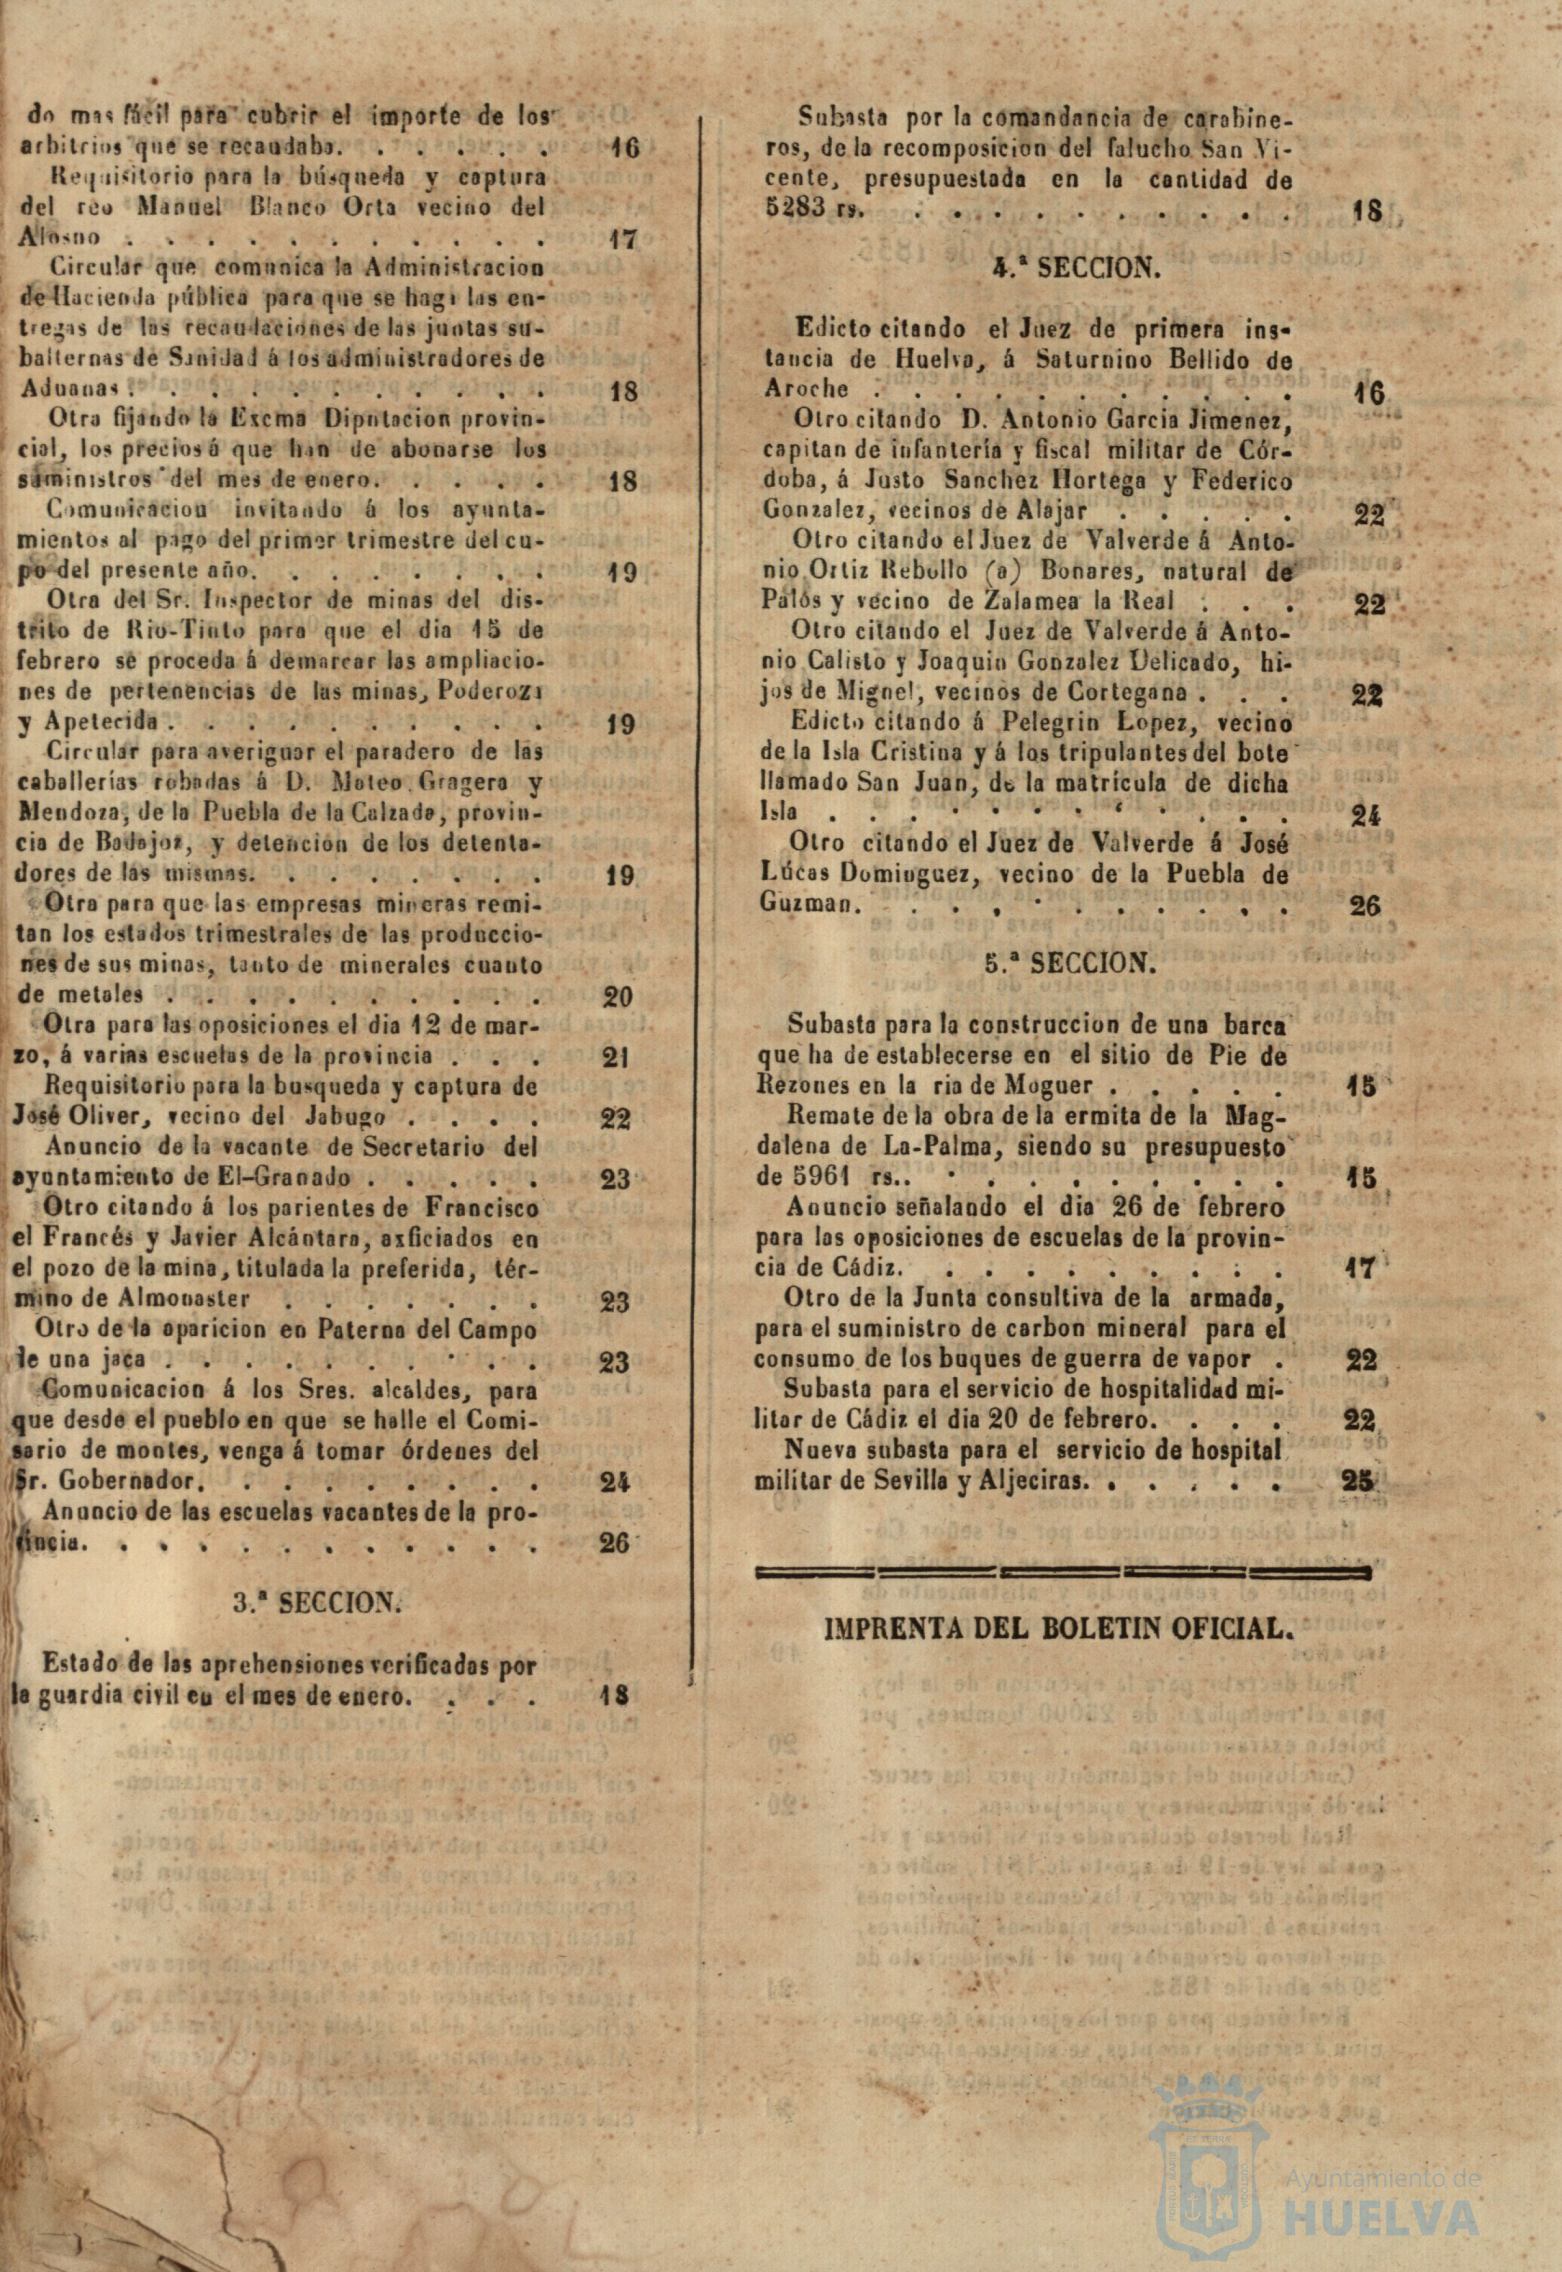 do mas fácil para cubrir el importe de los
arbitrios que se recaudaba. . . . . . 16
Requisitorio para la búsqueda y captura
del reo Manuel Blanco Orta vecino del
Alosno . . . . . . . . . . . 17
Circular que comunica la Administracion
de Hacienda pública para que se haga las en-
tregas de las recaudaciones de las juntas su-
balternas de Sanidad á los administradores de
Aduanas . . . . . . . . . . . 18
Otra fijando la Excma Diputacion provin-
cial, los precios á que han de abonarse los
suministros del mes de enero. . . . . 18
Comunicacion invitando á los ayunta-
mientos al pago del primer trimestre del cu-
po del presente año. . . . . . . . 19
Otra del Sr. Inspector de minas del dis-
trito de Rio-Tinto para que el dia 15 de
febrero se proceda á demarcar las ampliacio-
nes de pertenencias de las minas, Poderoza
y Apetecida . . . . . . . . . . 19
Circular para averiguar el paradero de las
caballerías robadas á D. Mateo Gragera y
Mendoza, de la Puebla de la Calzada, provin-
cia de Badajoz, y detencion de los detenta-
dores de las mismas. . . . . . . . 19
Otra para que las empresas mineras remi-
tan los estados trimestrales de las produccio-
nes de sus minas, tanto de minerales cuanto
de metales . . . . . . . . . . 20
Otra para las oposiciones el dia 12 de mar-
zo, á varias escuelas de la provincia . . . 21
Requisitorio para la busqueda y captura de
José Oliver, vecino del Jabugo . . . . 22
Anuncio de la vacante de Secretario del
ayuntamiento de El-Granado . . . . . 23
Otro citando á los parientes de Francisco
el Francés y Javier Alcántara, axficiados en
el pozo de la mina, titulada la preferida, tér-
mino de Almonaster . . . . . . . 23
Otro de la aparicion en Paterna del Campo
de una jaca . . . . . . . . . . 23
Comunicacion á los Sres. alcaldes, para
que desde el pueblo en que se halle el Comi-
sario de montes, venga á tomar órdenes del
Sr. Gobernador. . . . . . . . . 24
Anuncio de las escuelas vacantes de la pro-
vincia. . . . . . . . . . . . 26
3.ª SECCION.
Estado de las aprehensiones verificadas por
la guardia civil en el mes de enero. . . . 18
Subasta por la comandancia de carabine-
ros, de la recomposicion del falucho San Vi-
cente, presupuestada en la cantidad de
5283 rs. . . . . . . . . . . 18
4.ª SECCION.
Edicto citando el Juez de primera ins-
tancia de Huelva, á Saturnino Bellido de
Aroche . . . . . . . . . . . 16
Otro citando D. Antonio Garcia Jimenez,
capitan de infantería y fiscal militar de Cór-
doba, á Justo Sanchez Hortega y Federico
Gonzalez, vecinos de Alajar . . . . . 22
Otro citando el Juez de Valverde á Anto-
nio Ortiz Rebollo (a) Bonares, natural de
Palos y vecino de Zalamea la Real . . . 22
Otro citando el Juez de Valverde á Anto-
nio Calisto y Joaquin Gonzalez Delicado, hi-
jos de Mignel, vecinos de Cortegana . . . 22
Edicto citando á Pelegrin Lopez, vecino
de la Isla Cristina y á los tripulantes del bote
llamado San Juan, de la matrícula de dicha
Isla . . . . . . . . . . . . 24
Otro citando el Juez de Valverde á José
Lúcas Dominguez, vecino de la Puebla de
Guzman. . . . . . . . . . . 26
5.ª SECCION.
Subasta para la construccion de una barca
que ha de establecerse en el sitio de Pie de
Rezones en la ria de Moguer . . . . . 15
Remate de la obra de la ermita de la Mag-
dalena de La-Palma, siendo su presupuesto
de 5961 rs.. . . . . . . . . . 15
Anuncio señalando el dia 26 de febrero
para las oposiciones de escuelas de la provin-
cia de Cádiz. . . . . . . . . . 17
Otro de la Junta consultiva de la armada,
para el suministro de carbon mineral para el
consumo de los buques de guerra de vapor . 22
Subasta para el servicio de hospitalidad mi-
litar de Cádiz el dia 20 de febrero. . . . 22
Nueva subasta para el servicio de hospital
militar de Sevilla y Aljeciras. . . . . . 25
IMPRENTA DEL BOLETIN OFICIAL.
Ayuntamiento de
HUELVA